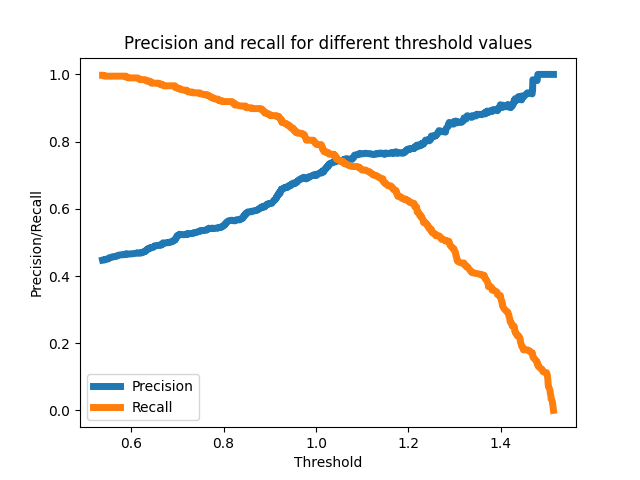 Precision and recall for different threshold values
1.0
0.8
0.6
0.4
0.2
0.0
Precision/Recall
Precision
Recall
0.6 0.8 1.0 1.2 1.4
Threshold